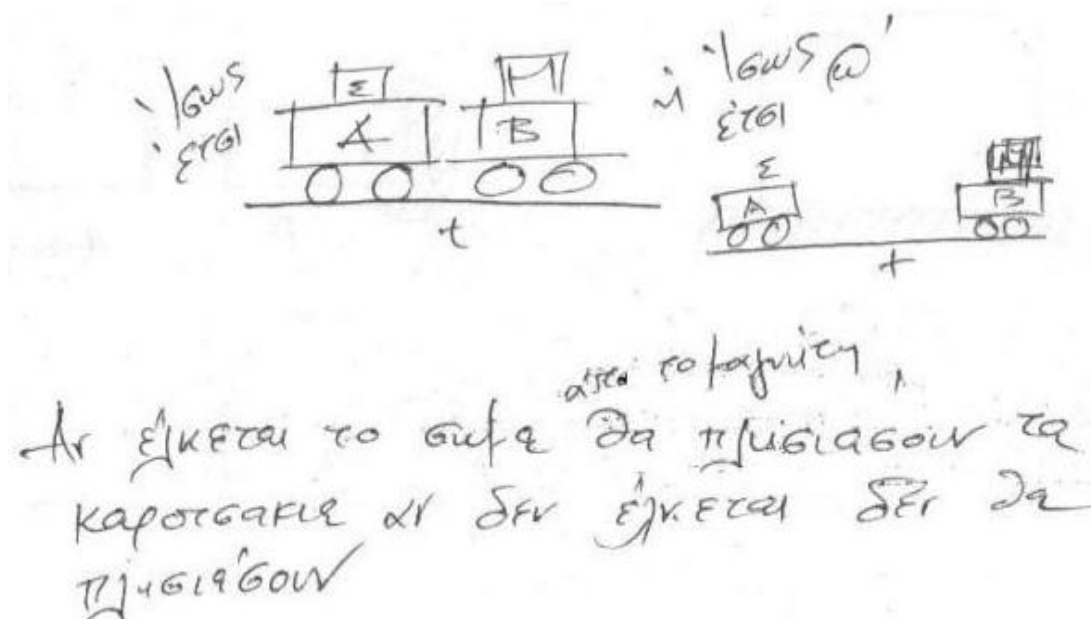 Ίσως
έτσι
Σ
Α
Μ
Β
t
ή Ίσως
έτσι
Σ
Α
Β
t
από το μαγνήτη
Αν έλκεται το σώμα θα πλησιάσουν τα
καροτσάκια αν δεν έλκεται δεν θα
πλησιάσουν